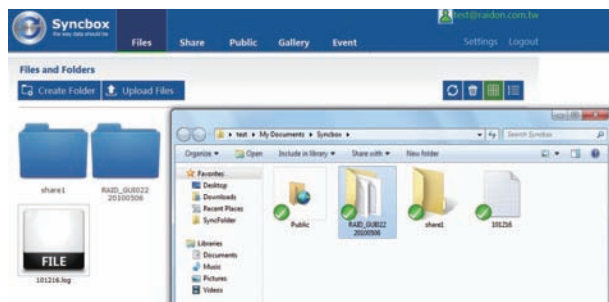 Syncbox
the way data should be
test@raidon.com.tw
Files
Share
Public
Gallery
Event
Settings
Logout
Files and Folders
Create Folder
Upload Files
share1
RAID_GUI022
20100506
FILE
101216.log
test
My Documents
Syncbox
Search Syncbox
Organize
Open
Include in library
Share with
New folder
Favorites
Desktop
Downloads
Recent Places
SyncFolder
Libraries
Documents
Music
Pictures
Videos
Public
RAID_GUI022
20100506
share1
101216